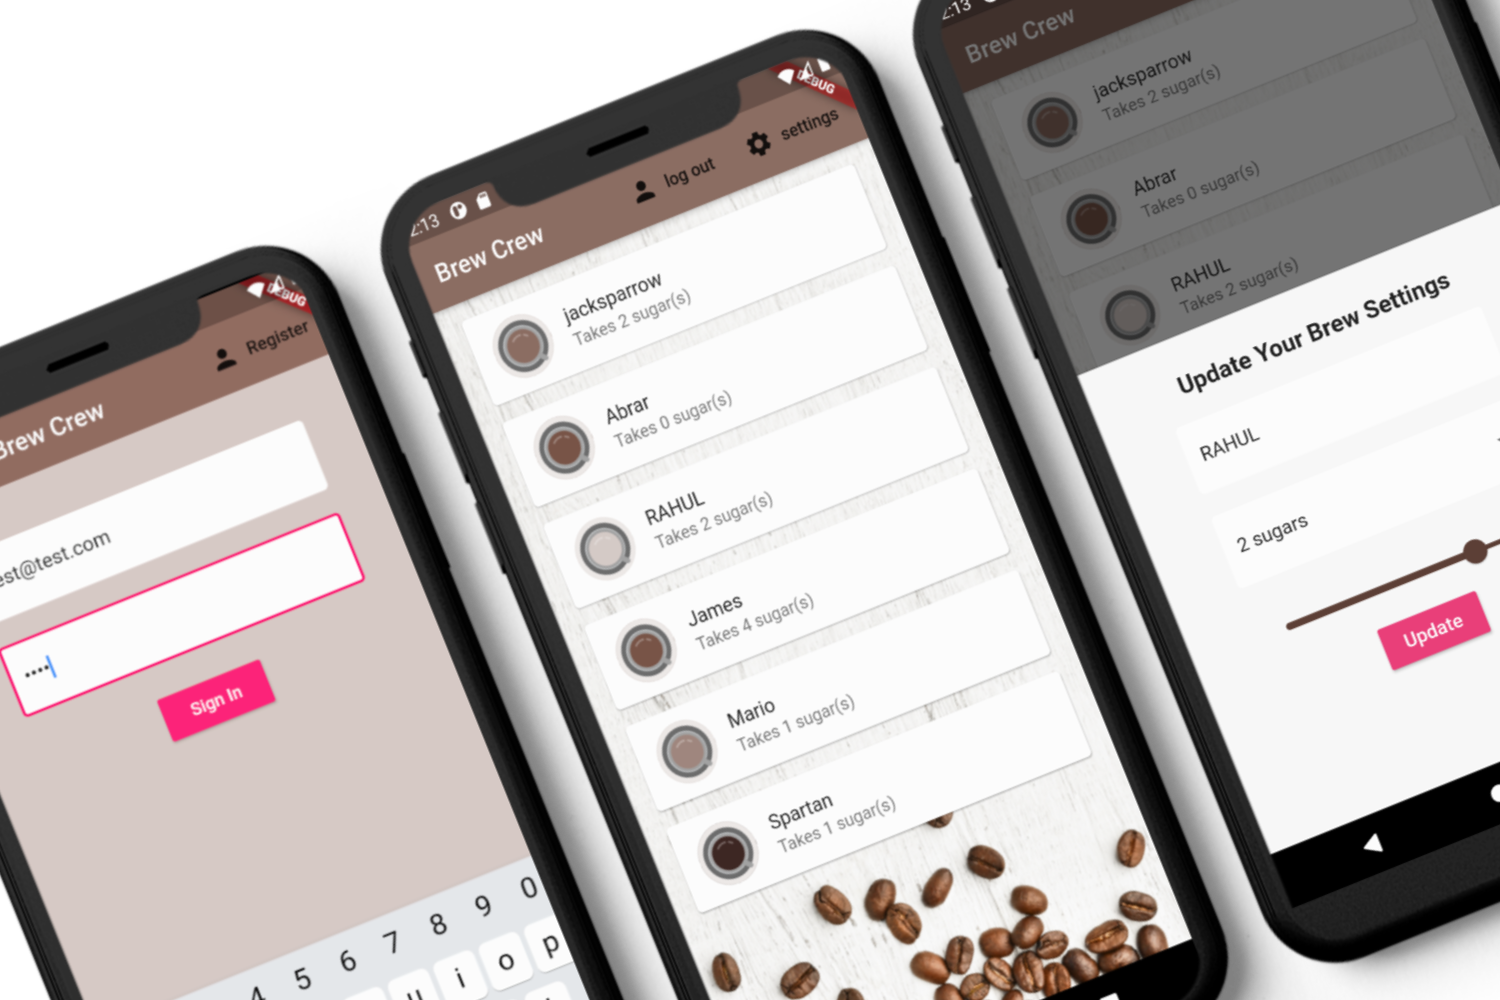 DEBUG
Register
Brew Crew
est@test.com
••••
Sign In
4 5 6 7 8 9 0
u i o p
2:13
DEBUG
log out
settings
Brew Crew
jacksparrow
Takes 2 sugar(s)
Abrar
Takes 0 sugar(s)
RAHUL
Takes 2 sugar(s)
James
Takes 4 sugar(s)
Mario
Takes 1 sugar(s)
Spartan
Takes 1 sugar(s)
2:13
Brew Crew
jacksparrow
Takes 2 sugar(s)
Abrar
Takes 0 sugar(s)
RAHUL
Takes 2 sugar(s)
Update Your Brew Settings
RAHUL
2 sugars
Update